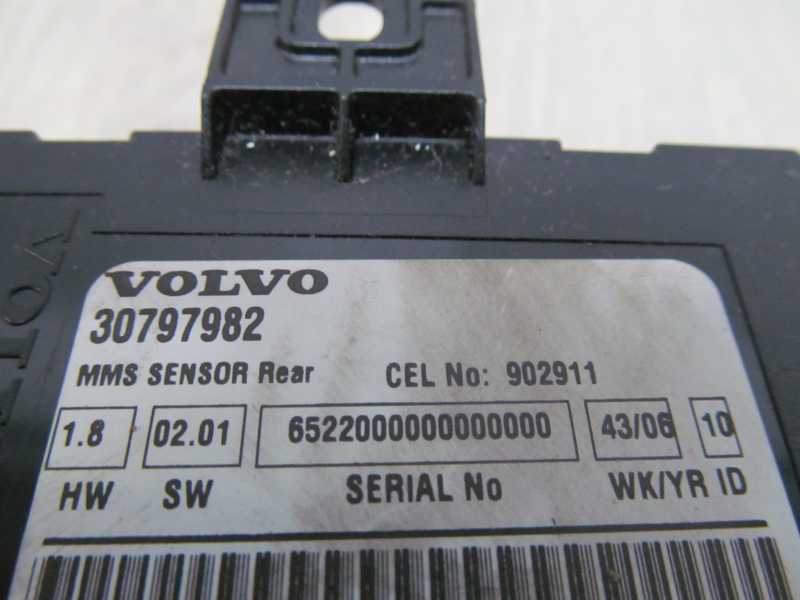 VOLVO
30797982
MMS SENSOR Rear CEL No: 902911
1.8 02.01 6522000000000000 43/06 10
HW SW SERIAL No WK/YR ID